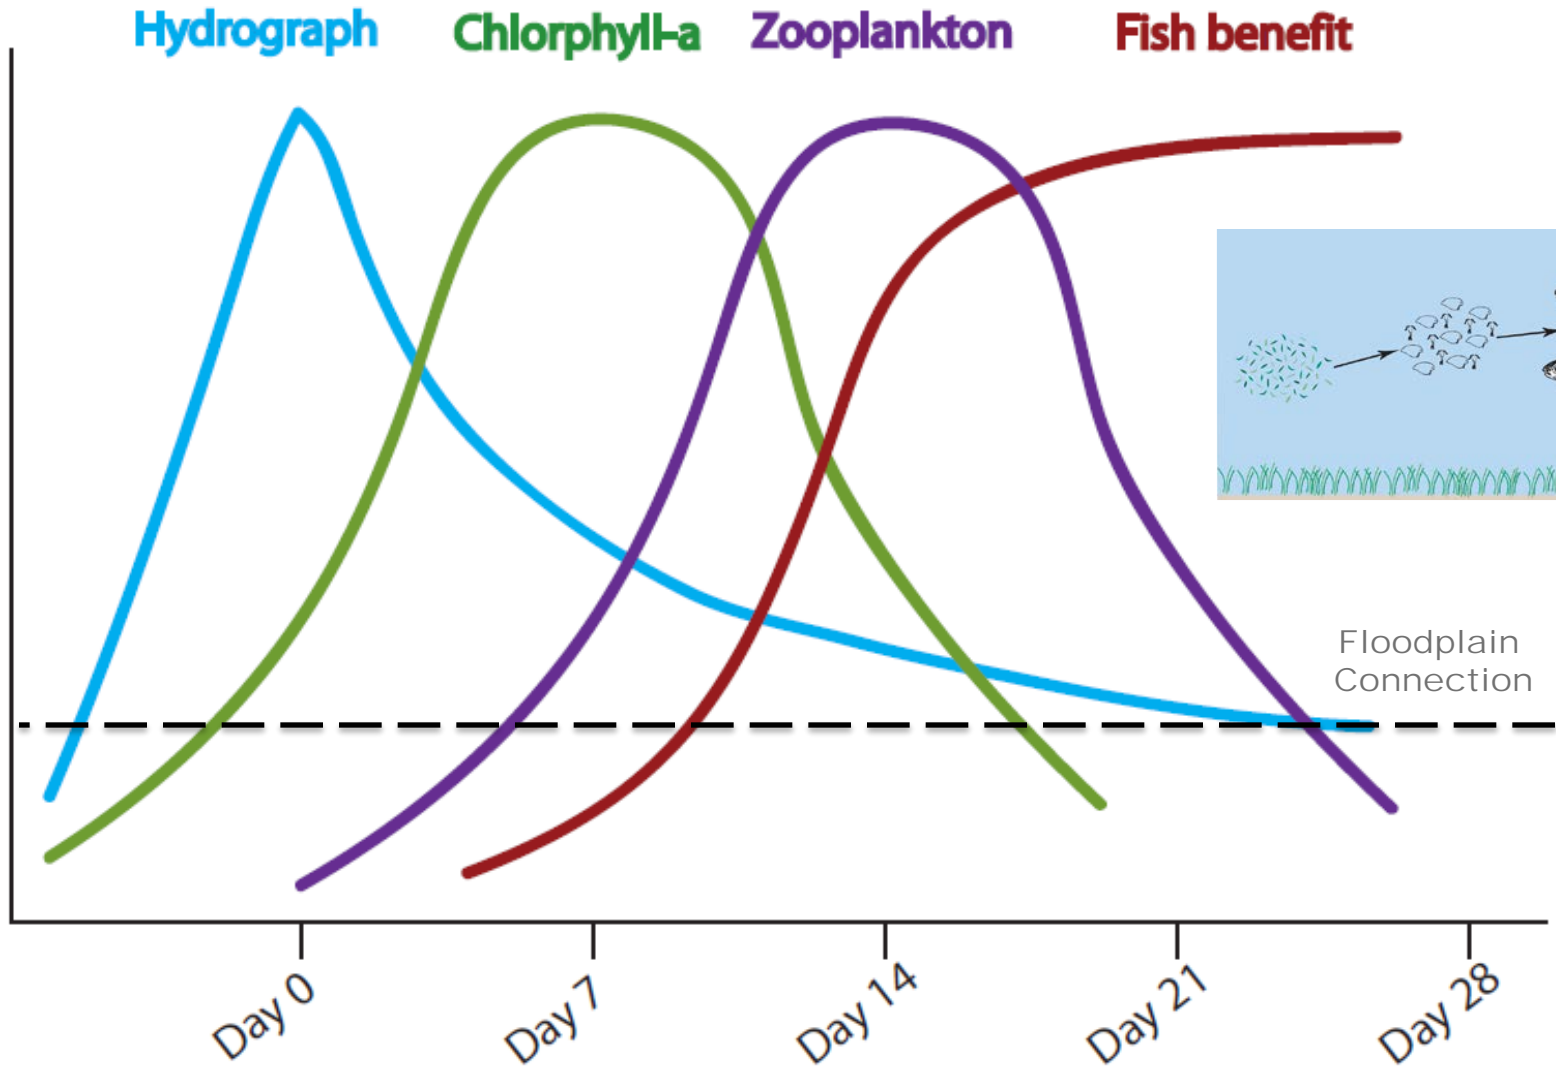 Hydrograph
Chlorphyll-a
Zooplankton
Fish benefit
Floodplain
Connection
Day 0
Day 7
Day 14
Day 21
Day 28